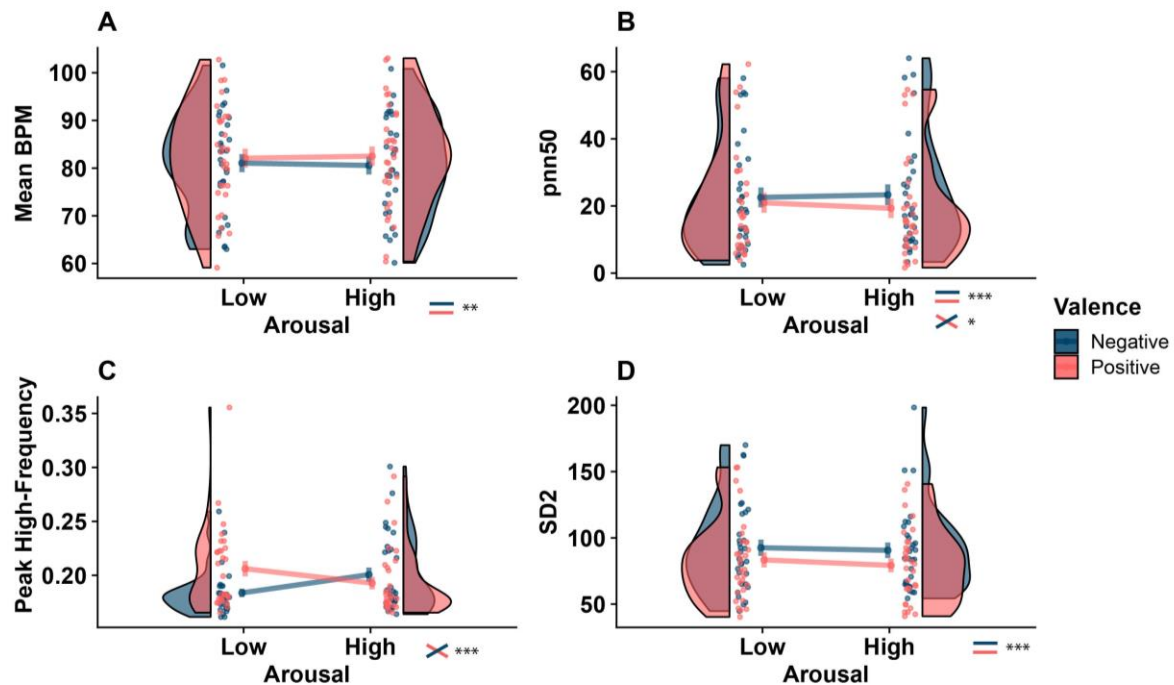 A
Mean BPM
100
90
80
70
60
Low High
Arousal
**
B
pnn50
60
40
20
0
Low High
Arousal
***
*
Valence
Negative
Positive
C
Peak High-Frequency
0.35
0.30
0.25
0.20
Low High
Arousal
***
D
SD2
200
150
100
50
Low High
Arousal
***